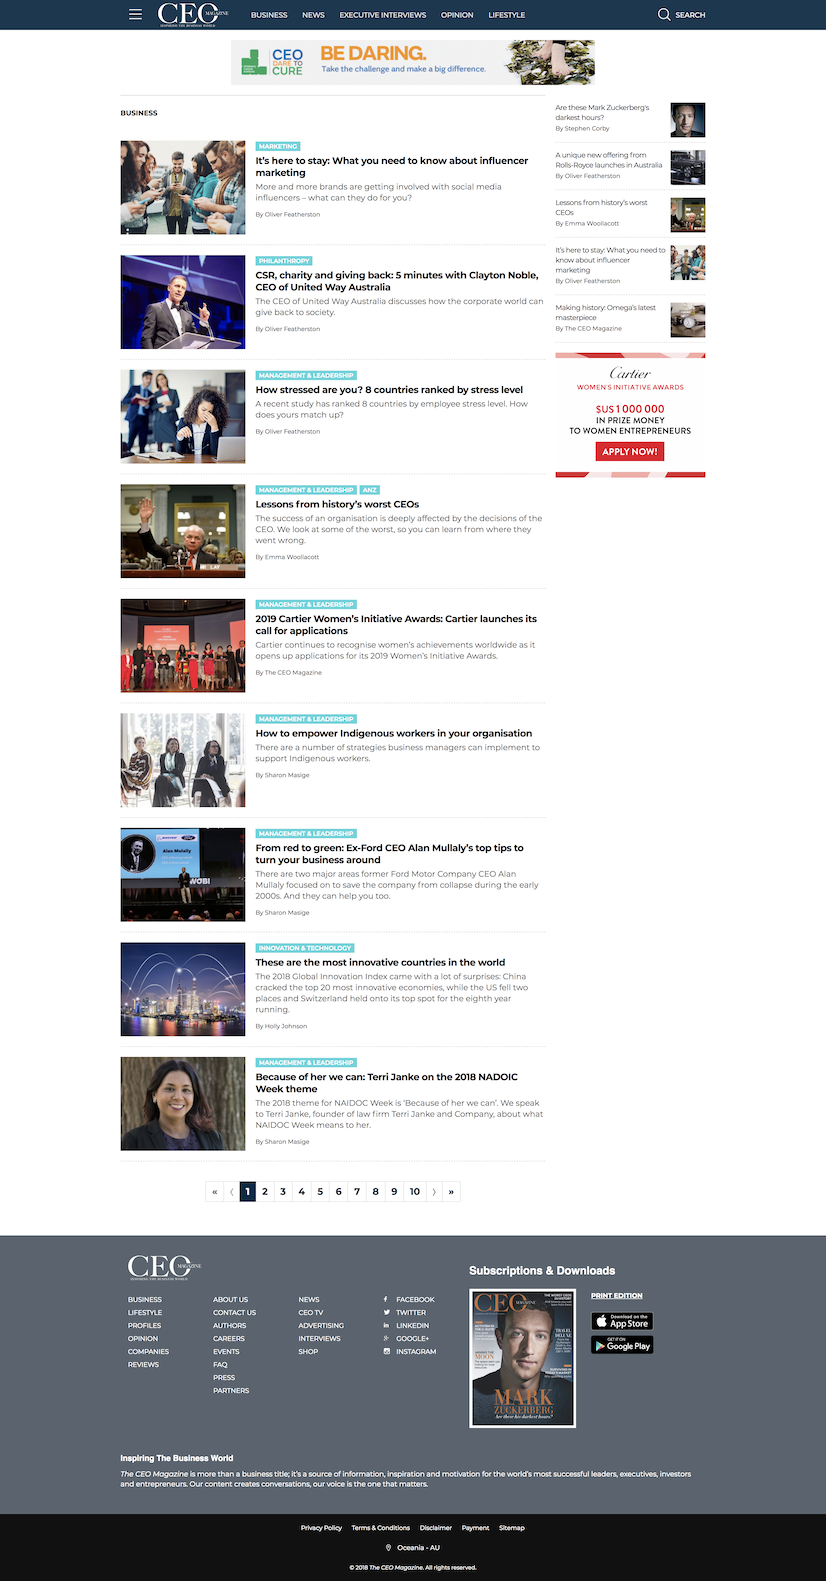 CEO MAGAZINE
INSPIRING THE BUSINESS WORLD
BUSINESS NEWS EXECUTIVE INTERVIEWS OPINION LIFESTYLE
SEARCH
CEO
DARE TO
CURE
BE DARING.
Take the challenge and make a big difference.
BUSINESS
MARKETING
It's here to stay: What you need to know about influencer
marketing
More and more brands are getting involved with social media
influencers – what can they do for you?
By Oliver Featherston
PHILANTHROPY
CSR, charity and giving back: 5 minutes with Clayton Noble,
CEO of United Way Australia
The CEO of United Way Australia discusses how the corporate world can
give back to society.
By Oliver Featherston
MANAGEMENT & LEADERSHIP
How stressed are you? 8 countries ranked by stress level
A recent study has ranked 8 countries by employee stress level. How
does yours match up?
By Oliver Featherston
MANAGEMENT & LEADERSHIP ANZ
Lessons from history's worst CEOs
The success of an organisation is deeply affected by the decisions of the
CEO. We look at some of the worst, so you can learn from where they
went wrong.
By Emma Woollacott
MANAGEMENT & LEADERSHIP
2019 Cartier Women's Initiative Awards: Cartier launches its
call for applications
Cartier continues to recognise women's achievements worldwide as it
opens up applications for its 2019 Women's Initiative Awards.
By The CEO Magazine
MANAGEMENT & LEADERSHIP
How to empower Indigenous workers in your organisation
There are a number of strategies business managers can implement to
support Indigenous workers.
By Sharon Masige
Alan Mulally
WOBI
MANAGEMENT & LEADERSHIP
From red to green: Ex-Ford CEO Alan Mullaly's top tips to
turn your business around
There are two major areas former Ford Motor Company CEO Alan
Mullaly focused on to save the company from collapse during the early
2000s. And they can help you too.
By Sharon Masige
INNOVATION & TECHNOLOGY
These are the most innovative countries in the world
The 2018 Global Innovation Index came with a lot of surprises: China
cracked the top 20 most innovative economies, while the US fell two
places and Switzerland held onto its top spot for the eighth year
running.
By Holly Johnson
MANAGEMENT & LEADERSHIP
Because of her we can: Terri Janke on the 2018 NADOIC
Week theme
The 2018 theme for NAIDOC Week is 'Because of her we can'. We speak
to Terri Janke, founder of law firm Terri Janke and Company, about what
NAIDOC Week means to her.
By Sharon Masige
« ⟨ 1 2 3 4 5 6 7 8 9 10 ⟩ »
Are these Mark Zuckerberg's
darkest hours?
By Stephen Corby
A unique new offering from
Rolls-Royce launches in Australia
By Oliver Featherston
Lessons from history's worst
CEOs
By Emma Woollacott
It's here to stay: What you need to
know about influencer
marketing
By Oliver Featherston
Making history: Omega's latest
masterpiece
By The CEO Magazine
Cartier
WOMEN'S INITIATIVE AWARDS
$US 1 000 000
IN PRIZE MONEY
TO WOMEN ENTREPRENEURS
APPLY NOW!
CEO MAGAZINE
INSPIRING THE BUSINESS WORLD
BUSINESS
LIFESTYLE
PROFILES
OPINION
COMPANIES
REVIEWS
ABOUT US
CONTACT US
AUTHORS
CAREERS
EVENTS
FAQ
PRESS
PARTNERS
NEWS
CEO TV
ADVERTISING
INTERVIEWS
SHOP
FACEBOOK
TWITTER
LINKEDIN
GOOGLE+
INSTAGRAM
Subscriptions & Downloads
CEO MAGAZINE
MARK
ZUCKERBERG
Are these his darkest hours?
PRINT EDITION
Download on the
App Store
GET IT ON
Google Play
Inspiring The Business World
The CEO Magazine is more than a business title; it's a source of information, inspiration and motivation for the world's most successful leaders, executives, investors
and entrepreneurs. Our content creates conversations, our voice is the one that matters.
Privacy Policy Terms & Conditions Disclaimer Payment Sitemap
Oceania - AU
© 2018 The CEO Magazine. All rights reserved.